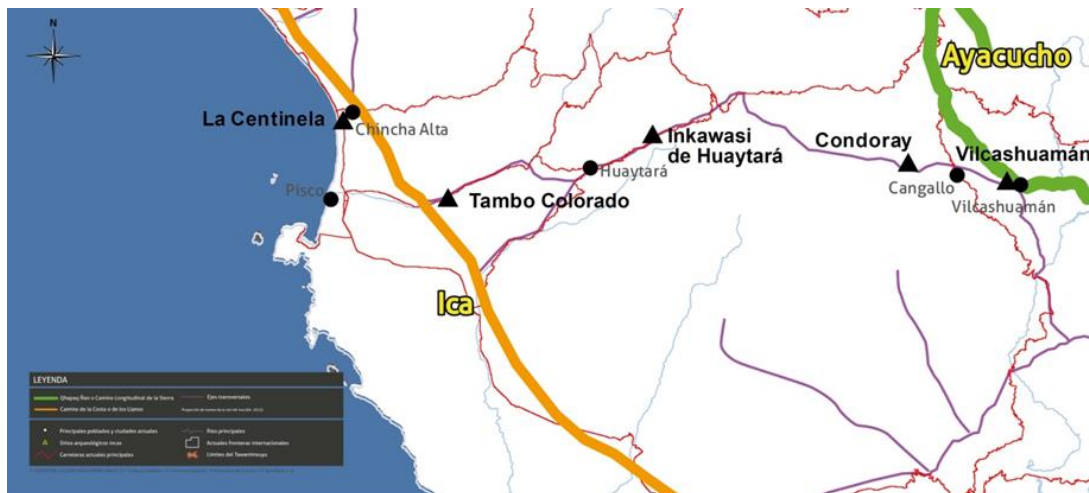 N
Ayacucho
La Centinela
Chincha Alta
Inkawasi
de Huaytará
Condoray
Vilcashuamán
Huaytará
Cangallo
Vilcashuamán
Pisco
Tambo Colorado
Ica
LEYENDA
Qhapaq Ñan o Camino Longitudinal de la Sierra
Camino de la Costa o de los Llanos
Ejes transversales
Principales poblados y ciudades actuales
Sitios arqueológicos incas
Carreteras actuales principales
Ríos principales
Actuales fronteras internacionales
Límites del Tawantinsuyu